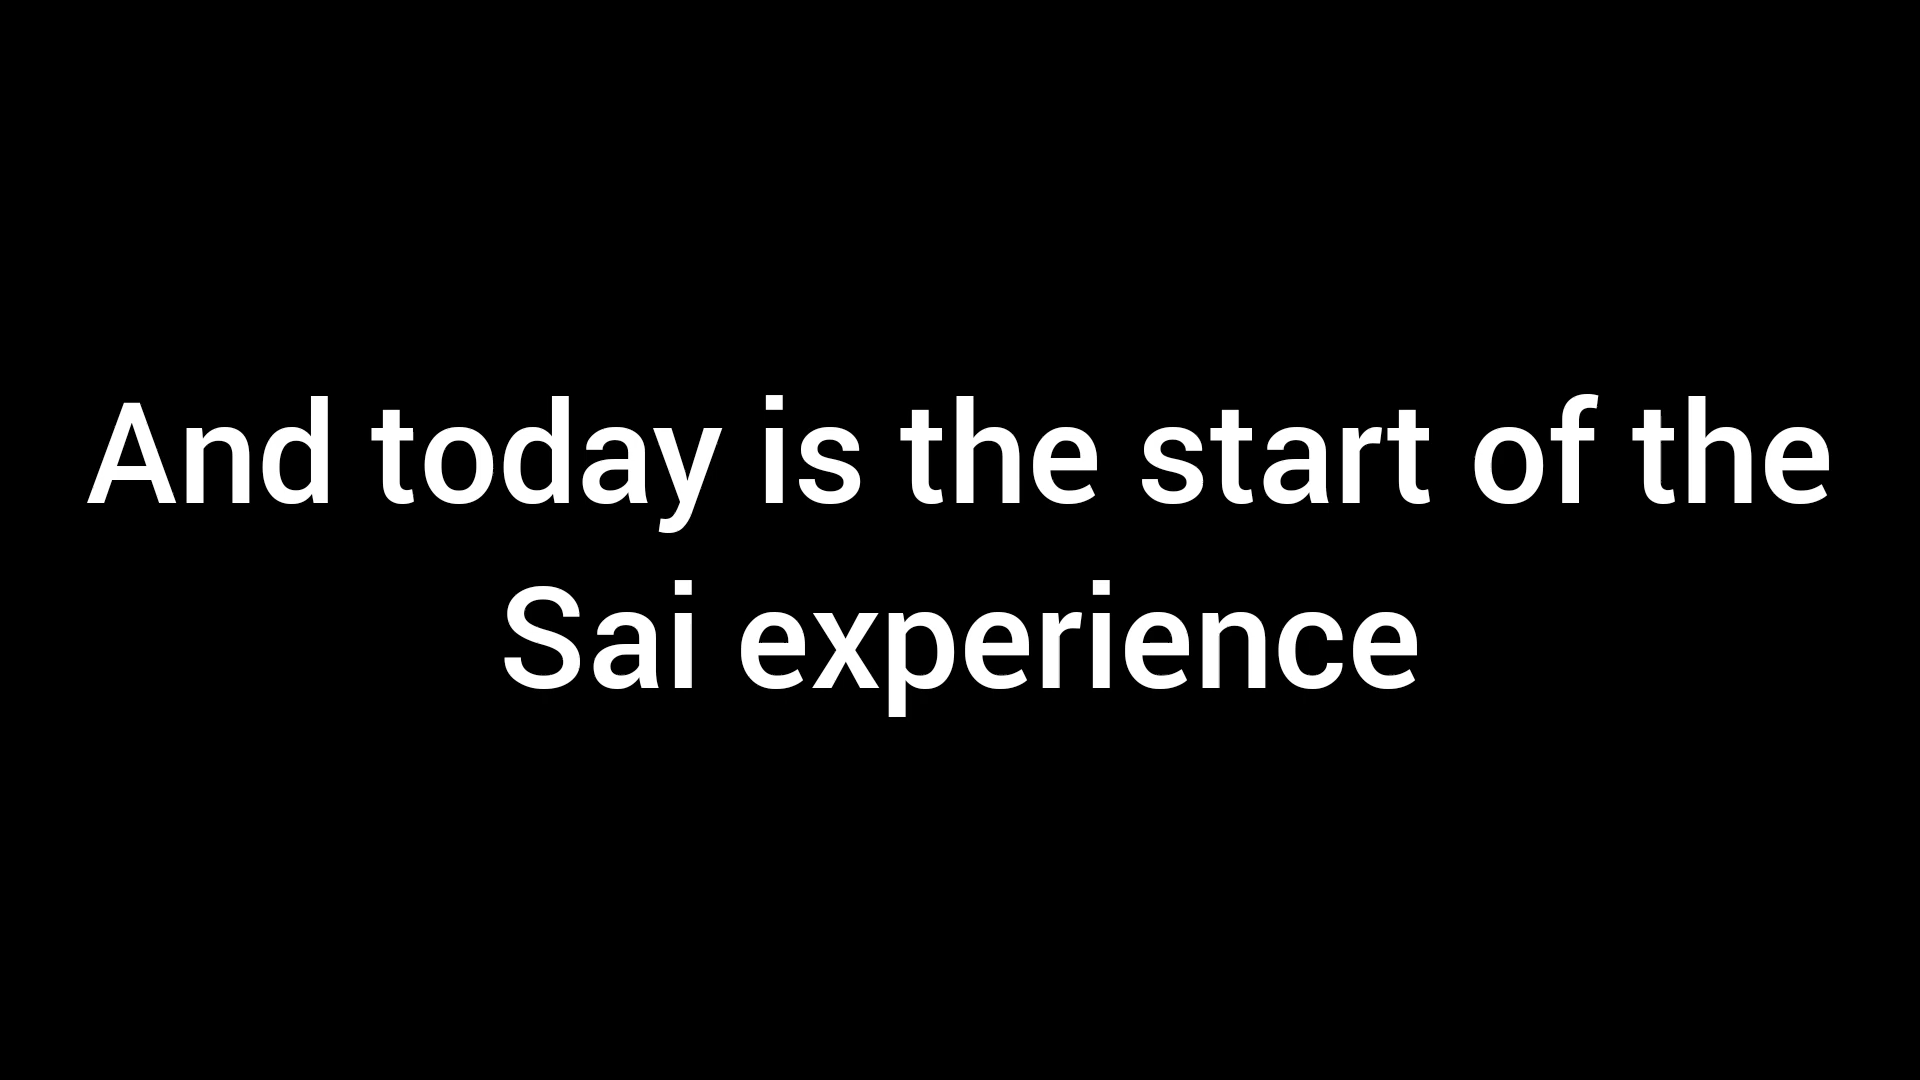 And today is the start of the
Sai experience